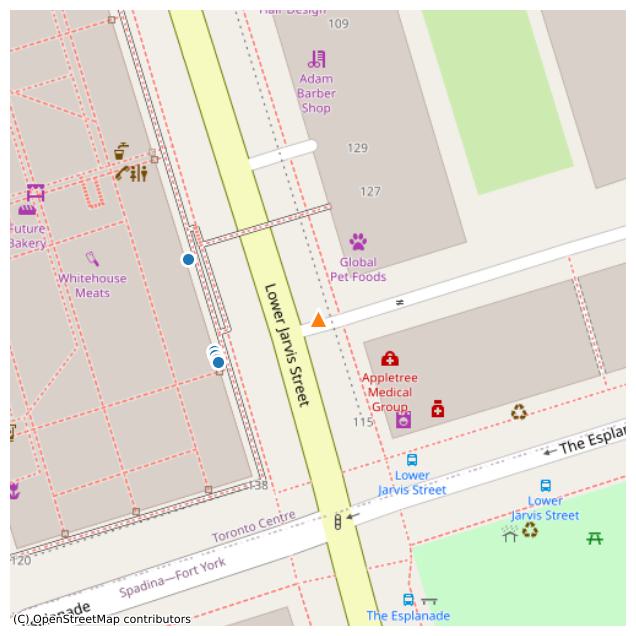 Hair Design
109
Adam
Barber
Shop
129
127
Future
Bakery
Whitehouse
Meats
Global
Pet Foods
Lower Jarvis Street
Appletree
Medical
Group
115
The Esplan
Lower
Jarvis Street
138
Lower
Jarvis Street
Toronto Centre
120
Spadina—Fort York
The Esplanade
anade
(C) OpenStreetMap contributors